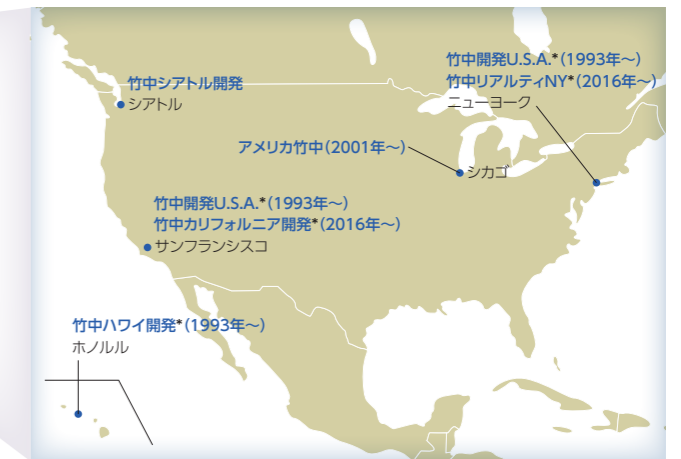 竹中開発U.S.A.*(1993年~)
竹中リアルティNY*(2016年~)
ニューヨーク
竹中シアトル開発
シアトル
アメリカ竹中(2001年~)
シカゴ
竹中開発U.S.A.*(1993年~)
竹中カリフォルニア開発*(2016年~)
サンフランシスコ
竹中ハワイ開発*(1993年~)
ホノルル